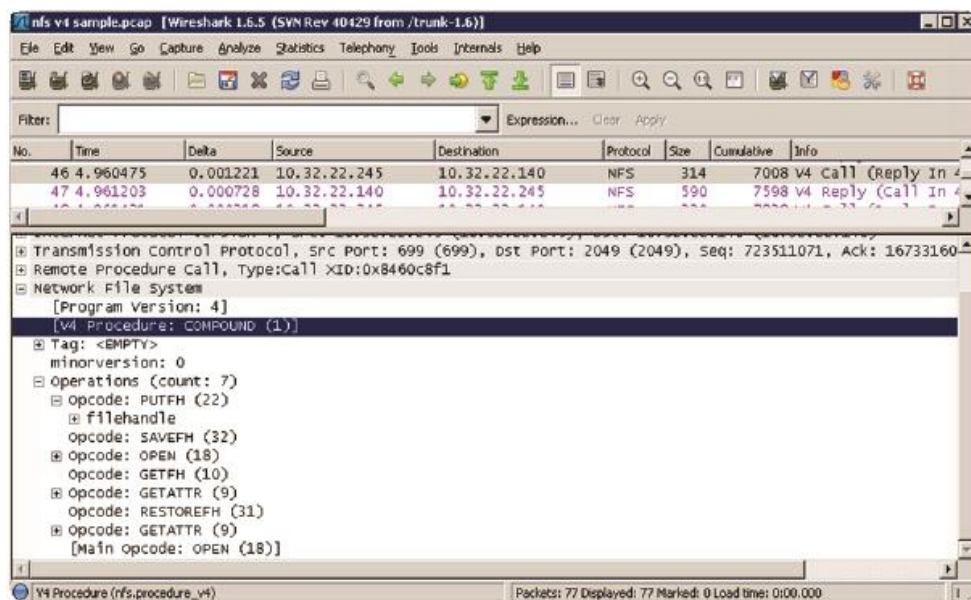 nfs v4 sample.pcap [Wireshark 1.6.5 (SVN Rev 40429 from /trunk-1.6)]
File Edit View Go Capture Analyze Statistics Telephony Tools Internals Help
Filter: Expression... Clear Apply
No. Time Delta Source Destination Protocol Size Cumulative Info
46 4.960475 0.001221 10.32.22.245 10.32.22.140 NFS 314 7008 V4 Call (Reply In 4
47 4.961203 0.000728 10.32.22.140 10.32.22.245 NFS 590 7598 V4 Reply (Call In 4
Transmission Control Protocol, Src Port: 699 (699), Dst Port: 2049 (2049), Seq: 723511071, Ack: 16733160
Remote Procedure Call, Type:Call XID:0x8460c8f1
Network File System
[Program Version: 4]
[V4 Procedure: COMPOUND (1)]
Tag: <EMPTY>
minorversion: 0
Operations (count: 7)
Opcode: PUTFH (22)
filehandle
Opcode: SAVEFH (32)
Opcode: OPEN (18)
Opcode: GETFH (10)
Opcode: GETATTR (9)
Opcode: RESTOREFH (31)
Opcode: GETATTR (9)
[Main Opcode: OPEN (18)]
V4 Procedure (nfs.procedure_v4) Packets: 77 Displayed: 77 Marked: 0 Load time: 0:00.000